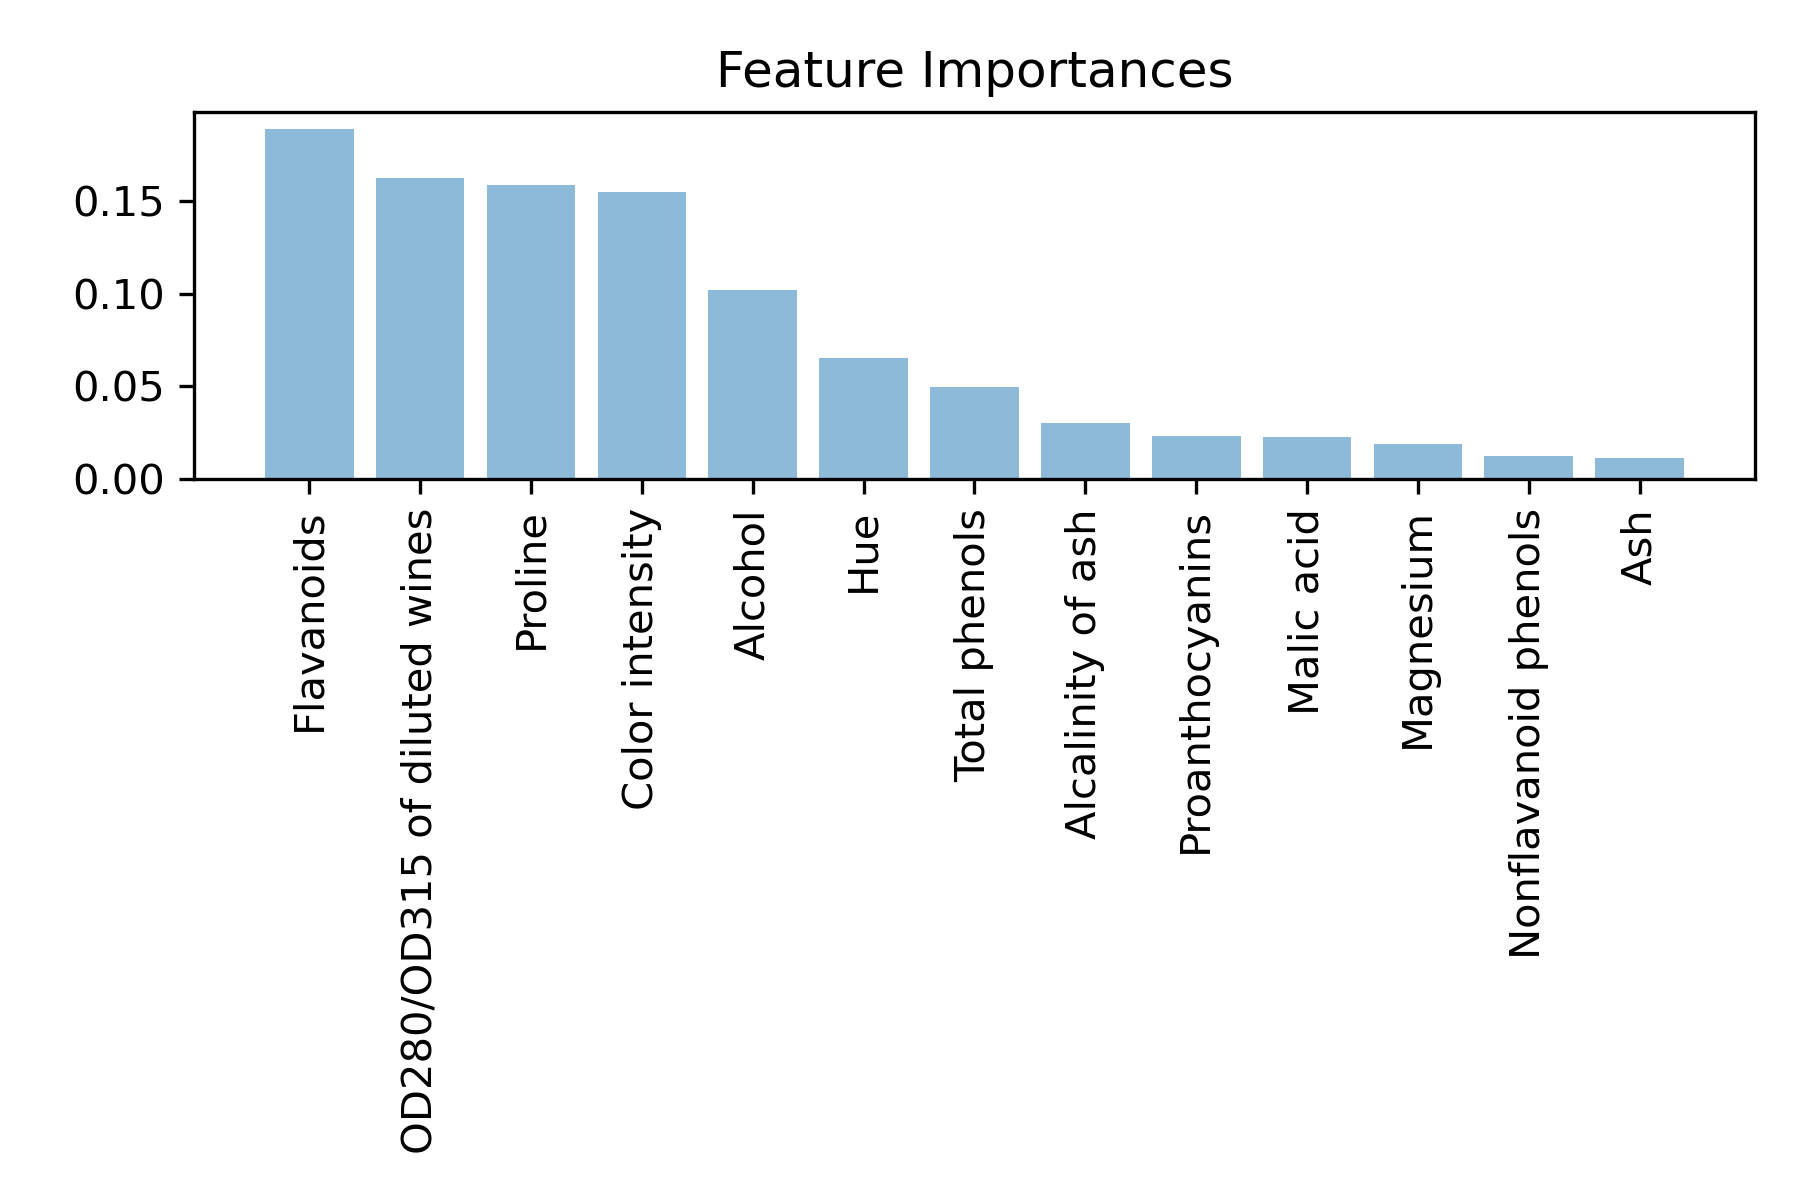 Feature Importances
0.15
0.10
0.05
0.00
Flavanoids
OD280/OD315 of diluted wines
Proline
Color intensity
Alcohol
Hue
Total phenols
Alcalinity of ash
Proanthocyanins
Malic acid
Magnesium
Nonflavanoid phenols
Ash